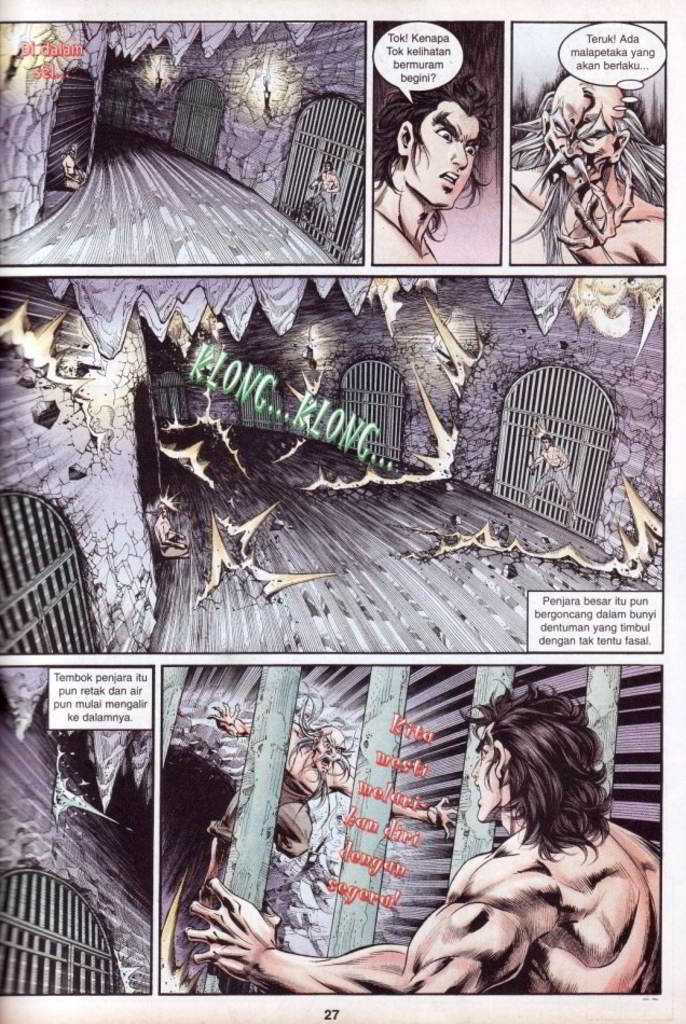 Di dalam
sel...
Tok! Kenapa
Tok kelihatan
bermuram
begini?
Teruk! Ada
malapetaka yang
akan berlaku...
KLONG...KLONG...
Penjara besar itu pun
bergoncang dalam bunyi
dentuman yang timbul
dengan tak tentu fasal.
Tembok penjara itu
pun retak dan air
pun mulai mengalir
ke dalamnya.
Kita
mesti
melari-
kan diri
dengan
segera!
27